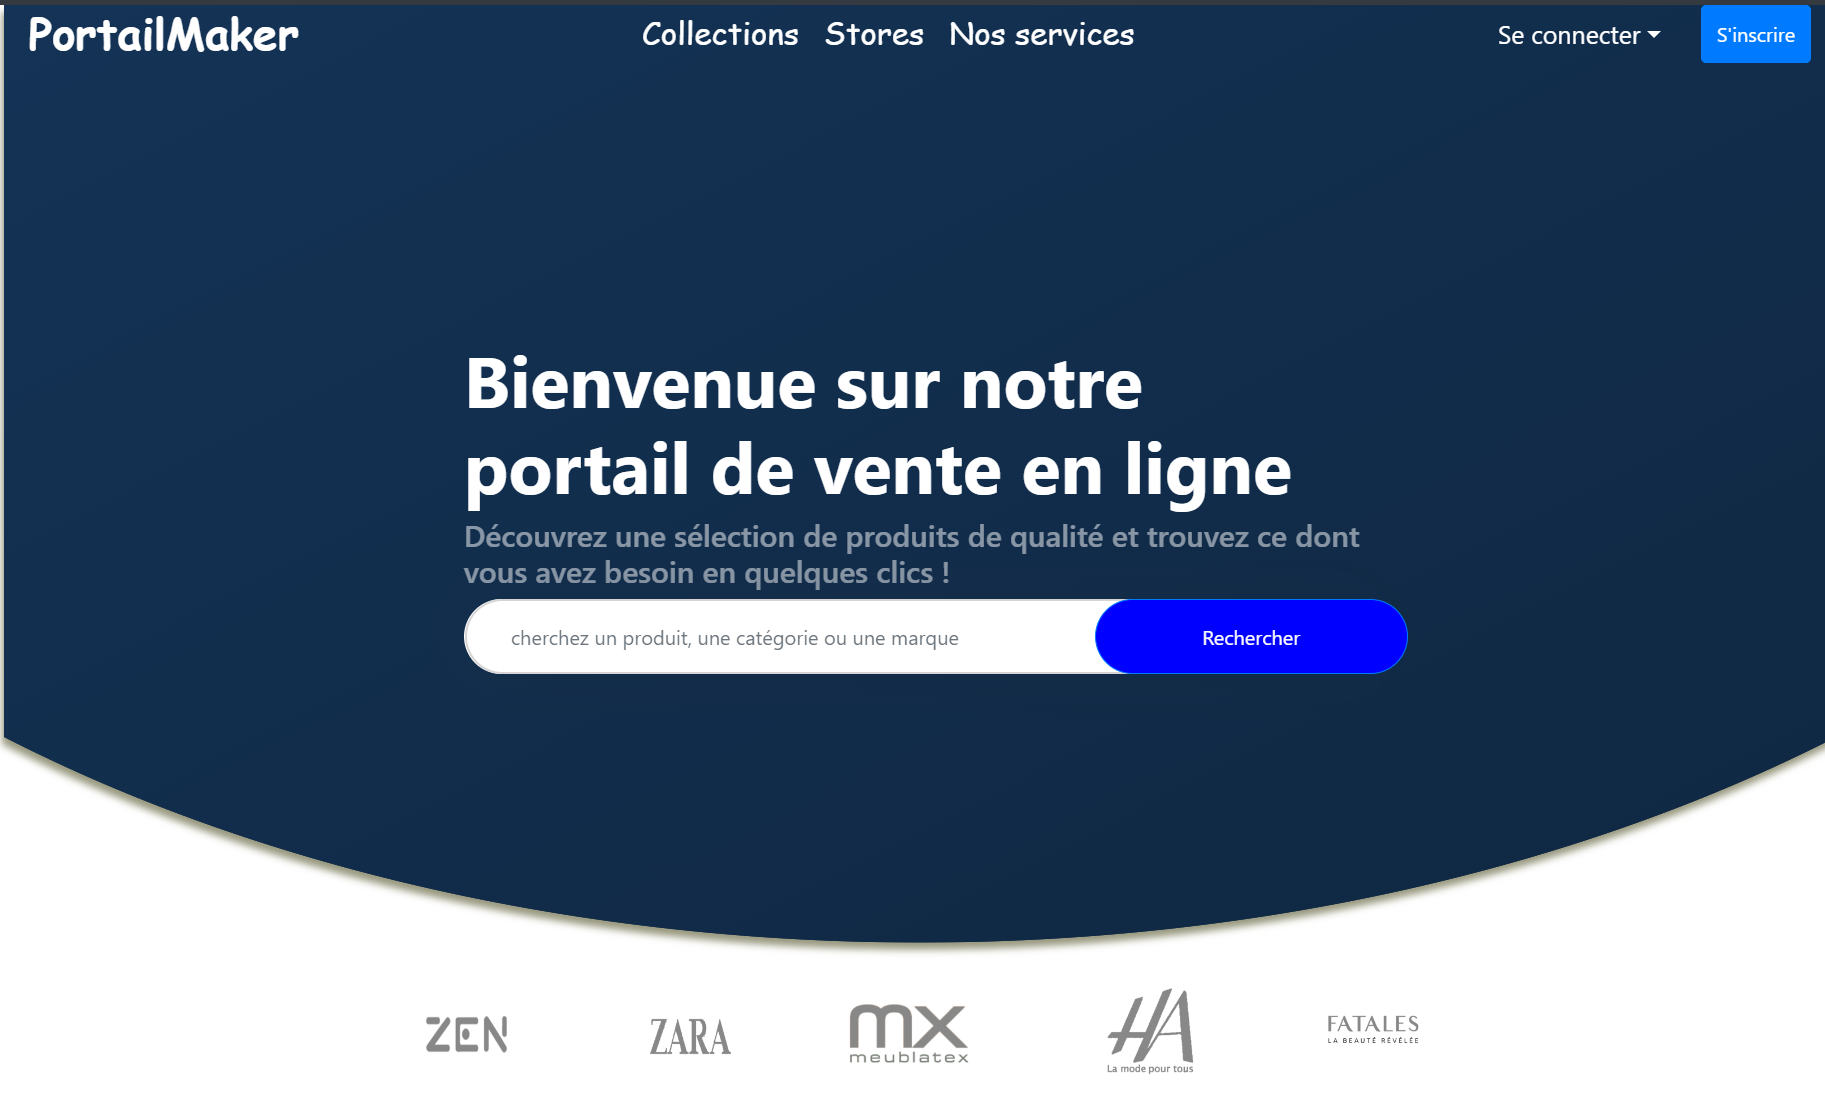 PortailMaker
Collections Stores Nos services
Se connecter
S'inscrire
Bienvenue sur notre
portail de vente en ligne
Découvrez une sélection de produits de qualité et trouvez ce dont
vous avez besoin en quelques clics !
cherchez un produit, une catégorie ou une marque
Rechercher
ZEN
ZARA
mx
meublatex
HA
La mode pour tous
FATALES
LA BEAUTÉ RÉVÉLÉE